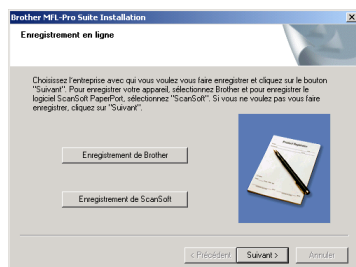 Brother MFL-Pro Suite Installation
Enregistrement en ligne
Choisissez l'entreprise avec qui vous voulez vous faire enregistrer et cliquez sur le bouton
"Suivant". Pour enregistrer votre appareil, sélectionnez Brother et pour enregistrer le
logiciel ScanSoft PaperPort, sélectionnez "ScanSoft". Si vous ne voulez pas vous faire
enregistrer, cliquez sur "Suivant".
Enregistrement de Brother
Enregistrement de ScanSoft
Product Registration
< Précédent
Suivant >
Annuler